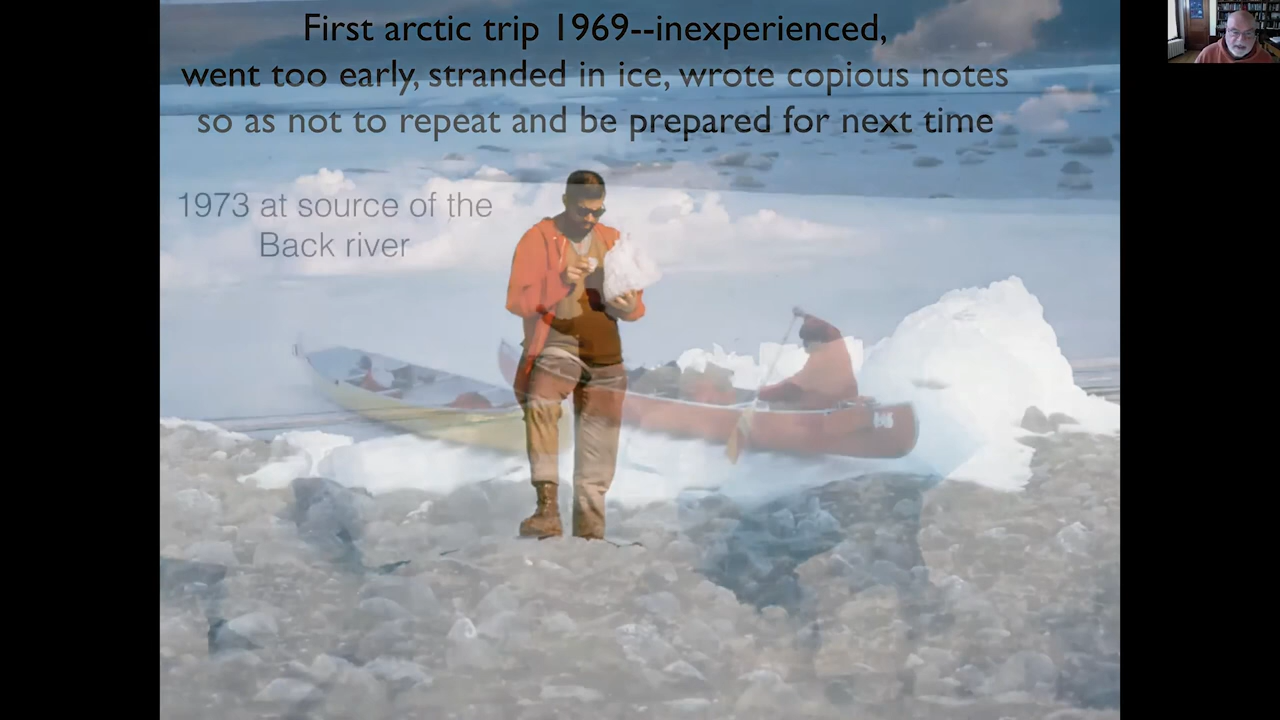 First arctic trip 1969--inexperienced,
went too early, stranded in ice, wrote copious notes
so as not to repeat and be prepared for next time
1973 at source of the
Back river